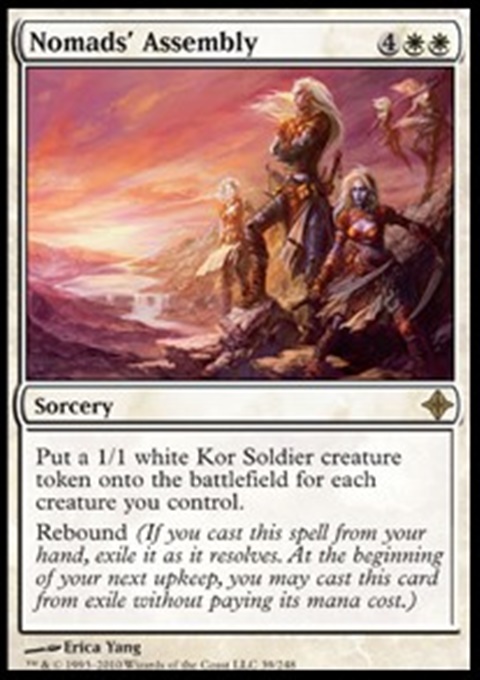 Nomads' Assembly
4
Sorcery
Put a 1/1 white Kor Soldier creature
token onto the battlefield for each
creature you control.
Rebound (If you cast this spell from your
hand, exile it as it resolves. At the beginning
of your next upkeep, you may cast this card
from exile without paying its mana cost.)
Erica Yang
™ & © 1993-2010 Wizards of the Coast LLC 39/248